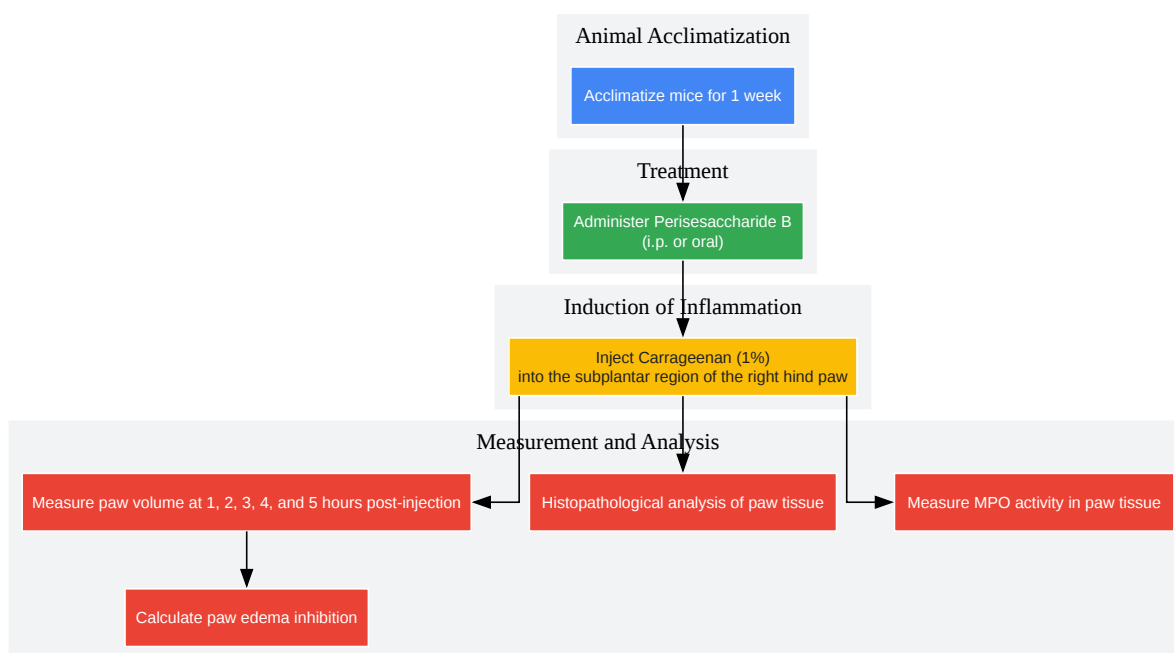 Animal Acclimatization
Acclimatize mice for 1 week
Treatment
Administer Perisesaccharide B
(i.p. or oral)
Induction of Inflammation
Inject Carrageenan (1%)
into the subplantar region of the right hind paw
Measurement and Analysis
Measure paw volume at 1, 2, 3, 4, and 5 hours post-injection
Histopathological analysis of paw tissue
Measure MPO activity in paw tissue
Calculate paw edema inhibition